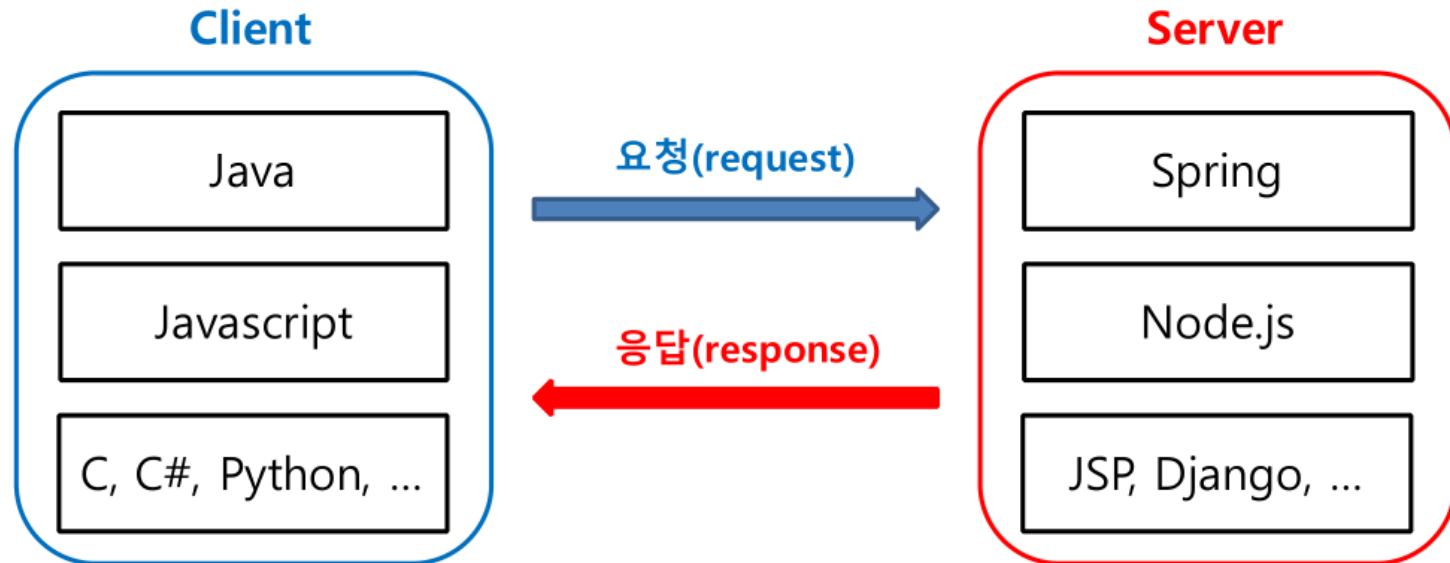 Client
Server
Java
요청(request)
Spring
Javascript
응답(response)
Node.js
C, C#, Python, ...
JSP, Django, ...